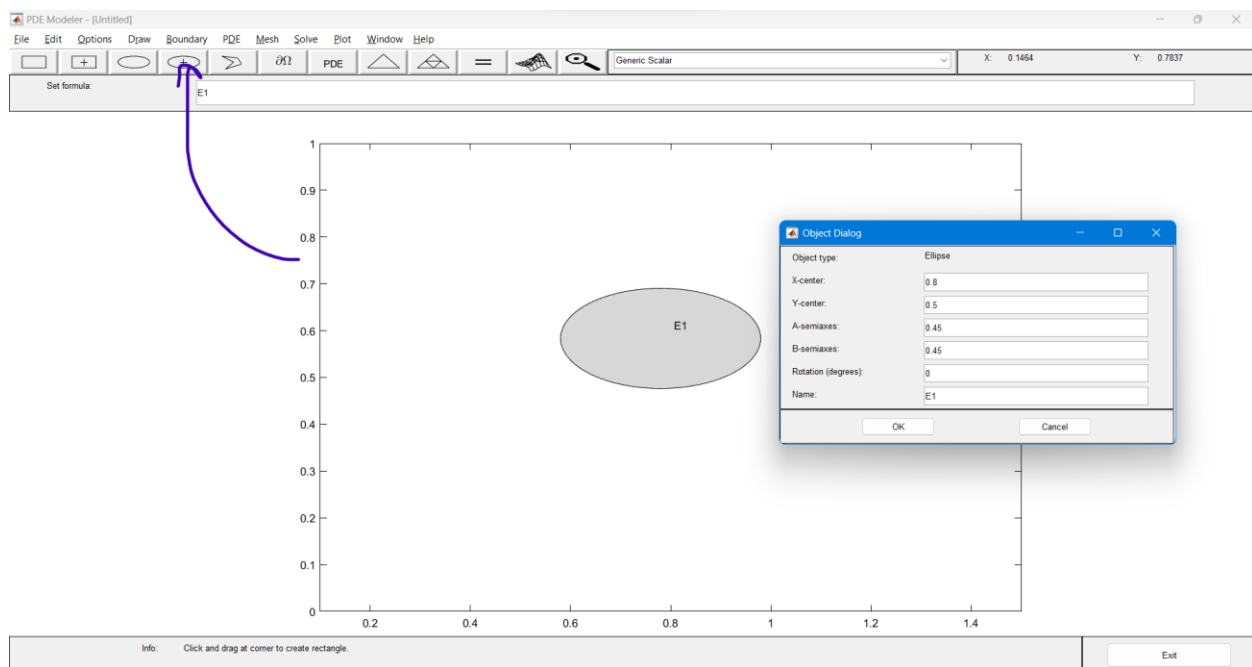 PDE Modeler - [Untitled]
File Edit Options Draw Boundary PDE Mesh Solve Plot Window Help
∂Ω PDE Generic Scalar X: 0.1464 Y: 0.7837
Set formula: E1
1
0.9
0.8
0.7
0.6
0.5
0.4
0.3
0.2
0.1
0
0.2 0.4 0.6 0.8 1 1.2 1.4
E1
Object Dialog
Object type: Ellipse
X-center: 0.8
Y-center: 0.5
A-semiaxes: 0.45
B-semiaxes: 0.45
Rotation (degrees): 0
Name: E1
OK Cancel
Info: Click and drag at corner to create rectangle.
Exit